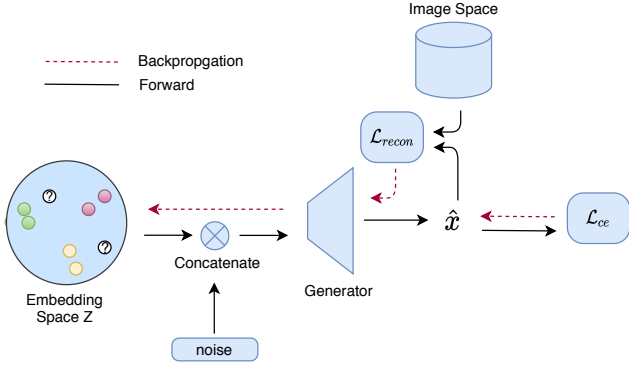 Image Space
Backpropgation
Forward
ℒ_recon
?
?
x̂
ℒ_ce
Concatenate
Generator
Embedding
Space Z
noise